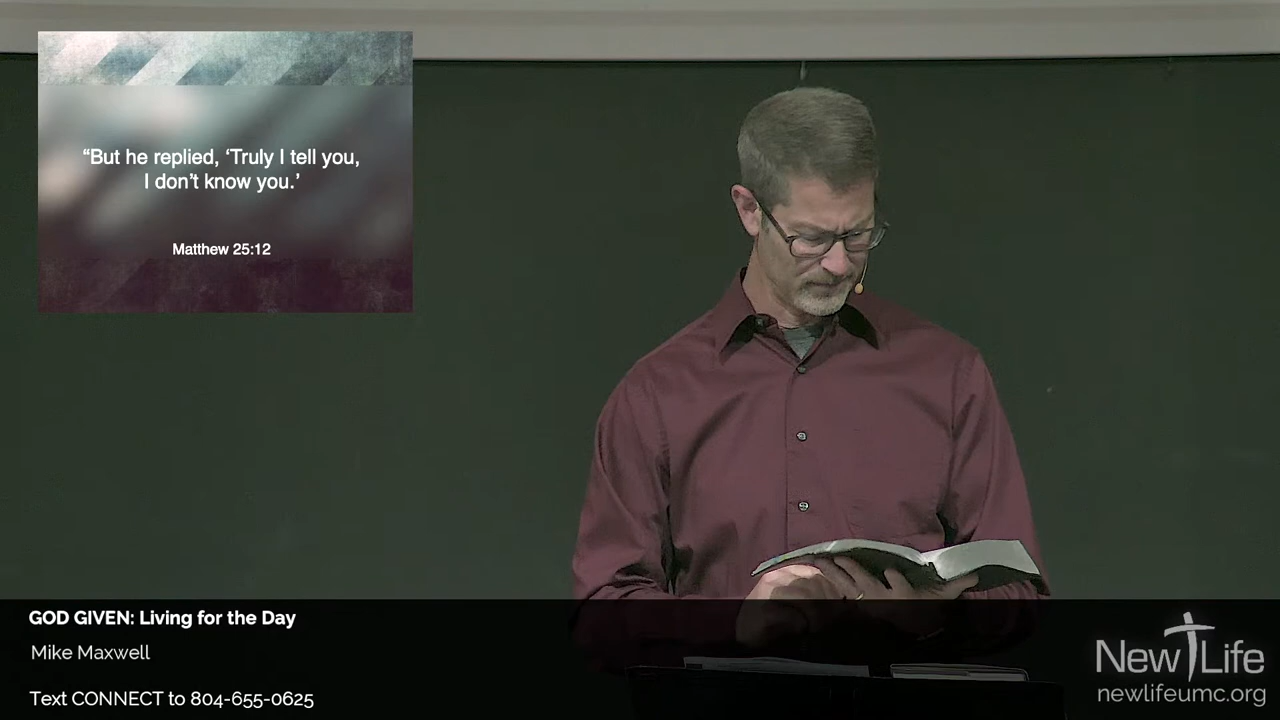 “But he replied, ‘Truly I tell you,
I don’t know you.’
Matthew 25:12
GOD GIVEN: Living for the Day
Mike Maxwell
Text CONNECT to 804-655-0625
New Life
newlifeumc.org